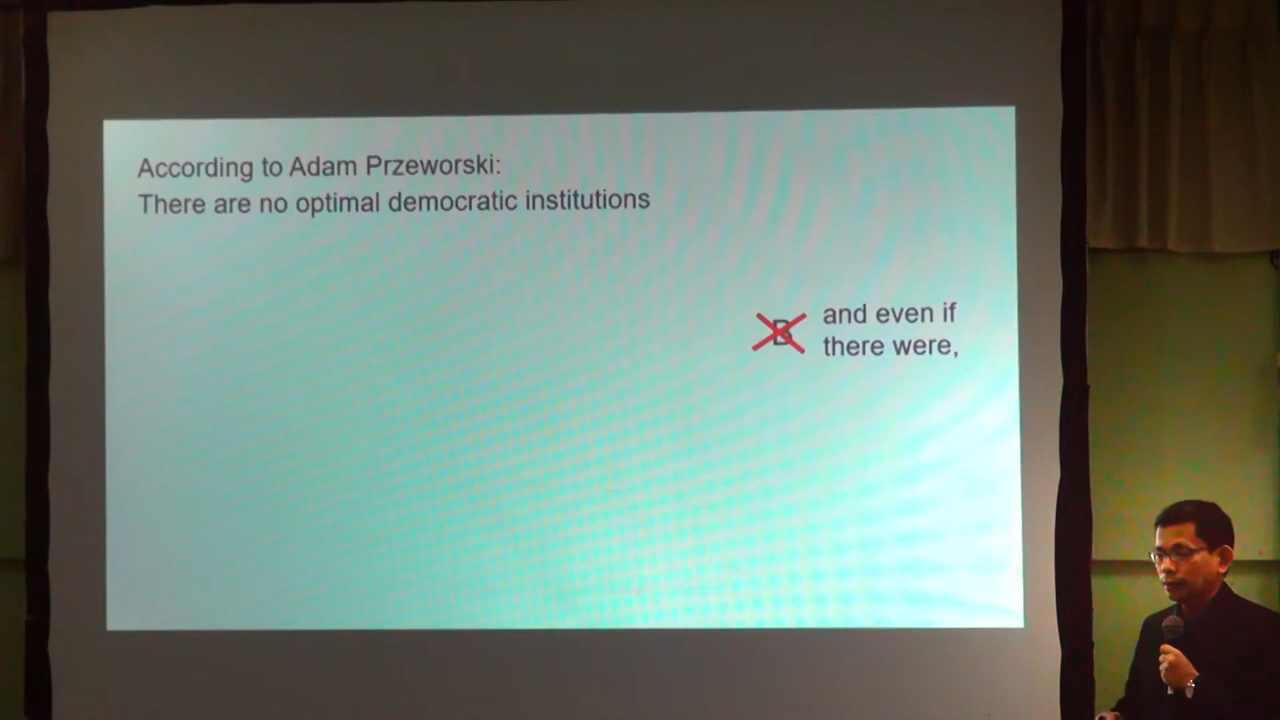 According to Adam Przeworski:
There are no optimal democratic institutions
B
and even if
there were,